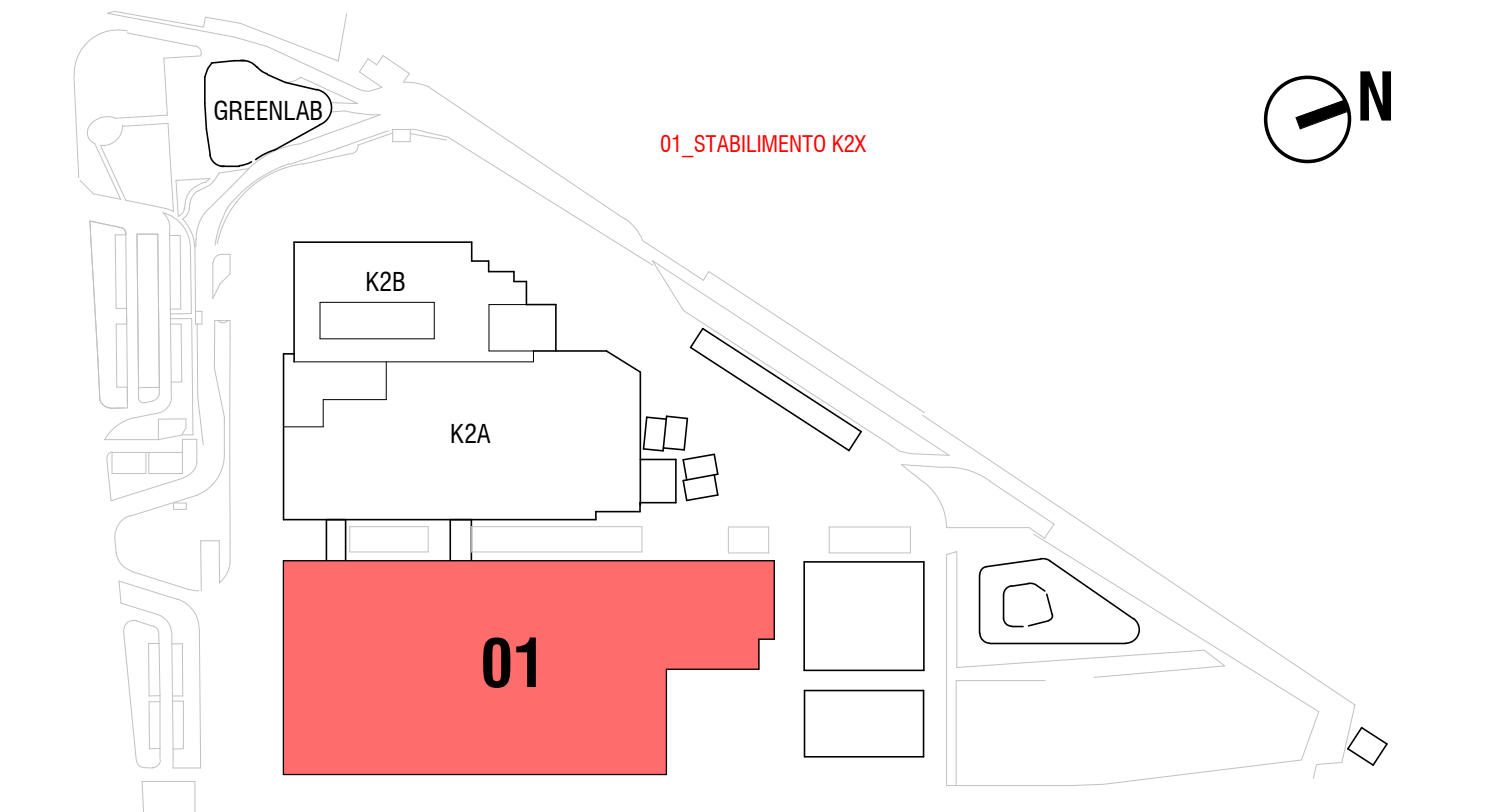 GREENLAB
N
01_STABILIMENTO K2X
K2B
K2A
01